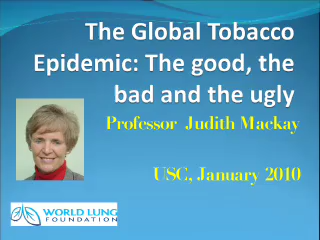 The Global Tobacco
Epidemic: The good, the
bad and the ugly
Professor Judith Mackay
USC, January 2010
WORLD LUNG
FOUNDATION